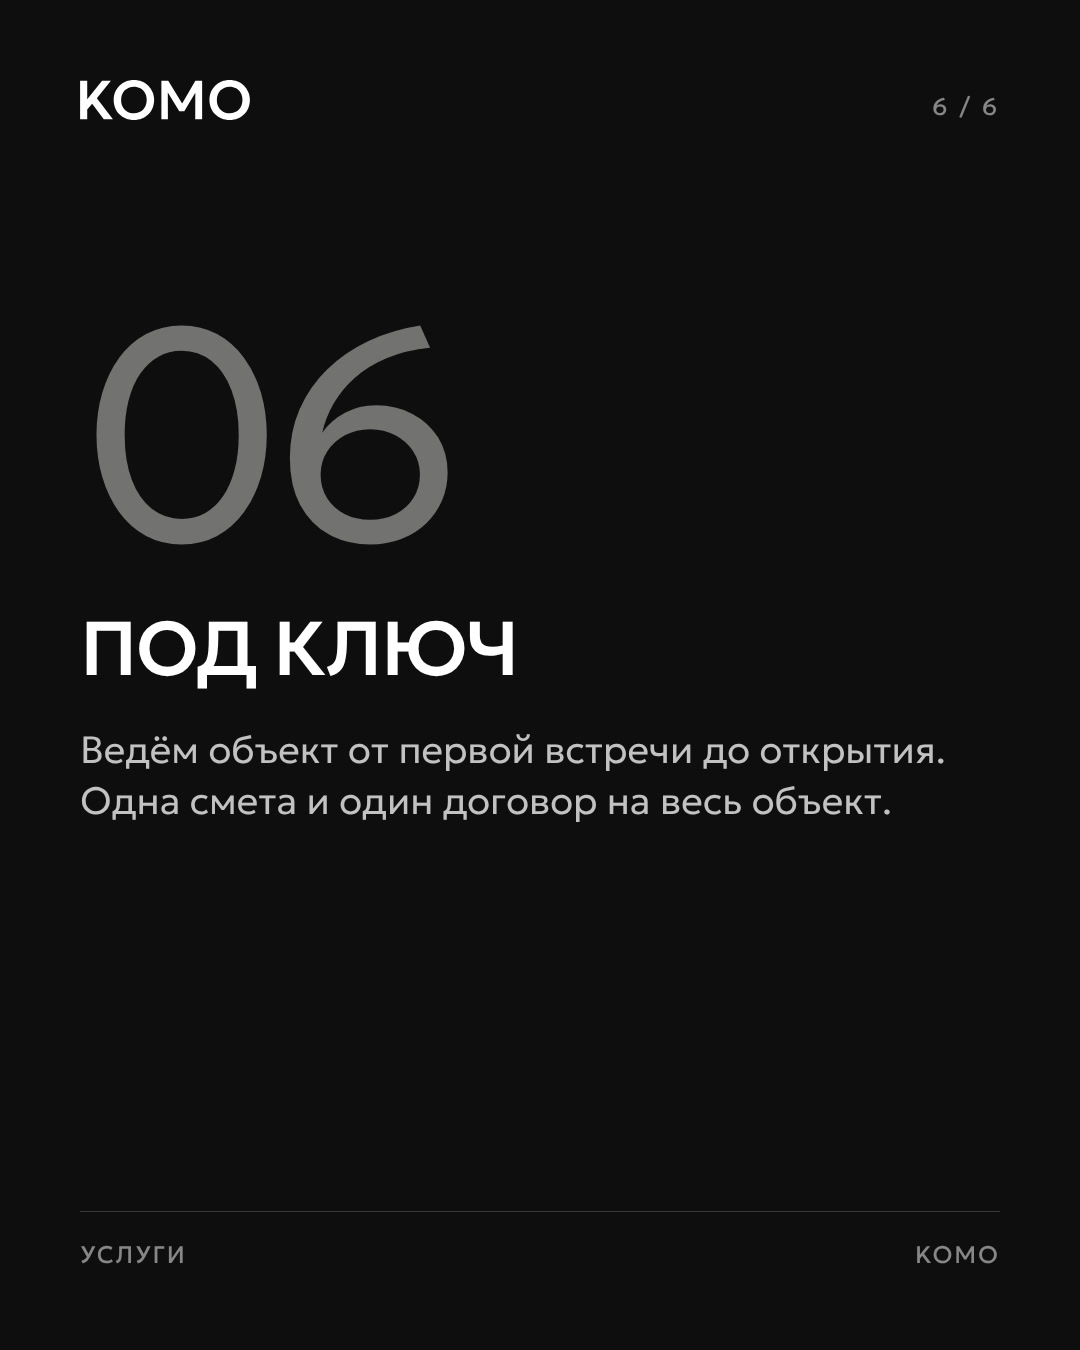 КОМО
6 / 6
06
ПОД КЛЮЧ
Ведём объект от первой встречи до открытия.
Одна смета и один договор на весь объект.
УСЛУГИ
КОМО